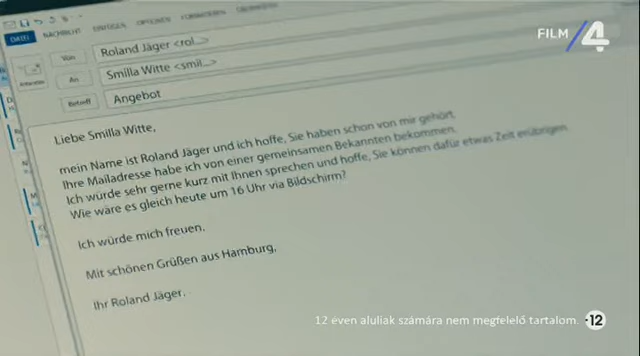 FILM 4
DATEI NACHRICHT EINFÜGEN OPTIONEN
Von Roland Jäger <rol...>
An Smilla Witte <smil...>
Betreff Angebot
Liebe Smilla Witte,
mein Name ist Roland Jäger und ich hoffe, Sie haben schon von mir gehört.
Ihre Mailadresse habe ich von einer gemeinsamen Bekannten bekommen.
Ich würde sehr gerne kurz mit Ihnen sprechen und hoffe, Sie können dafür etwas Zeit erübrigen
Wie wäre es gleich heute um 16 Uhr via Bildschirm?
Ich würde mich freuen.
Mit schönen Grüßen aus Hamburg,
Ihr Roland Jäger.
12 éven aluliak számára nem megfelelő tartalom. 12